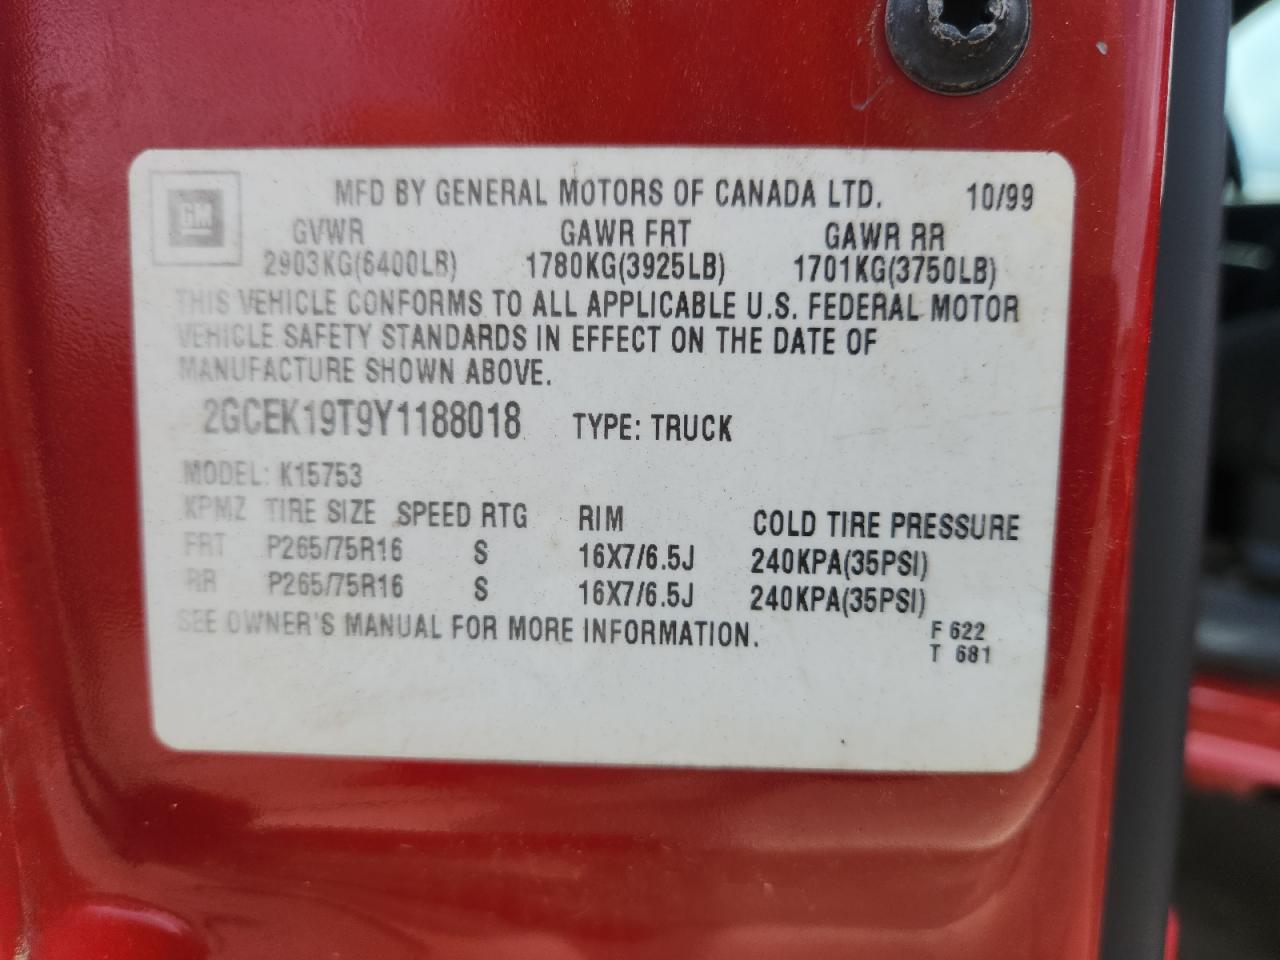 GM
MFD BY GENERAL MOTORS OF CANADA LTD. 10/99
GVWR GAWR FRT GAWR RR
2903KG(6400LB) 1780KG(3925LB) 1701KG(3750LB)
THIS VEHICLE CONFORMS TO ALL APPLICABLE U.S. FEDERAL MOTOR
VEHICLE SAFETY STANDARDS IN EFFECT ON THE DATE OF
MANUFACTURE SHOWN ABOVE.
2GCEK19T9Y1188018 TYPE: TRUCK
MODEL: K15753
KPMZ TIRE SIZE SPEED RTG RIM COLD TIRE PRESSURE
FRT P265/75R16 S 16X7/6.5J 240KPA(35PSI)
RR P265/75R16 S 16X7/6.5J 240KPA(35PSI)
SEE OWNER'S MANUAL FOR MORE INFORMATION.
F 622
T 681